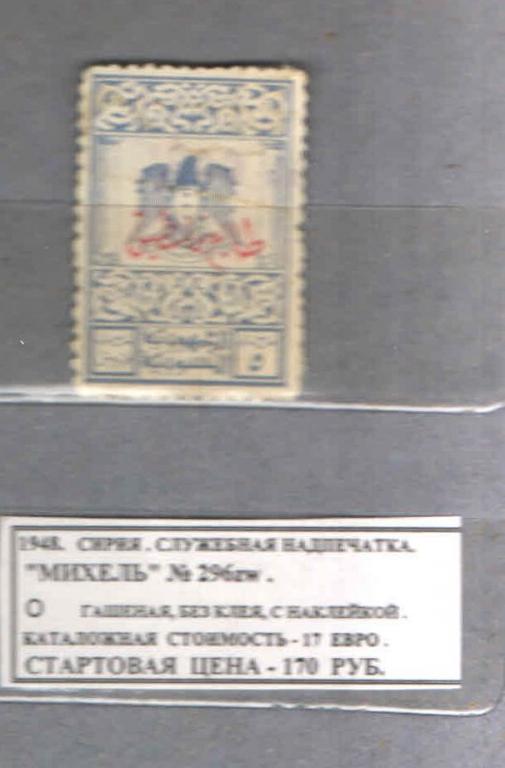 ٥
1948. СИРИЯ. СЛУЖЕБНАЯ НАДПЕЧАТКА.
"МИХЕЛЬ" № 296zw.
О ГАШЕНАЯ, БЕЗ КЛЕЯ, С НАКЛЕЙКОЙ.
КАТАЛОЖНАЯ СТОИМОСТЬ - 17 ЕВРО.
СТАРТОВАЯ ЦЕНА - 170 РУБ.